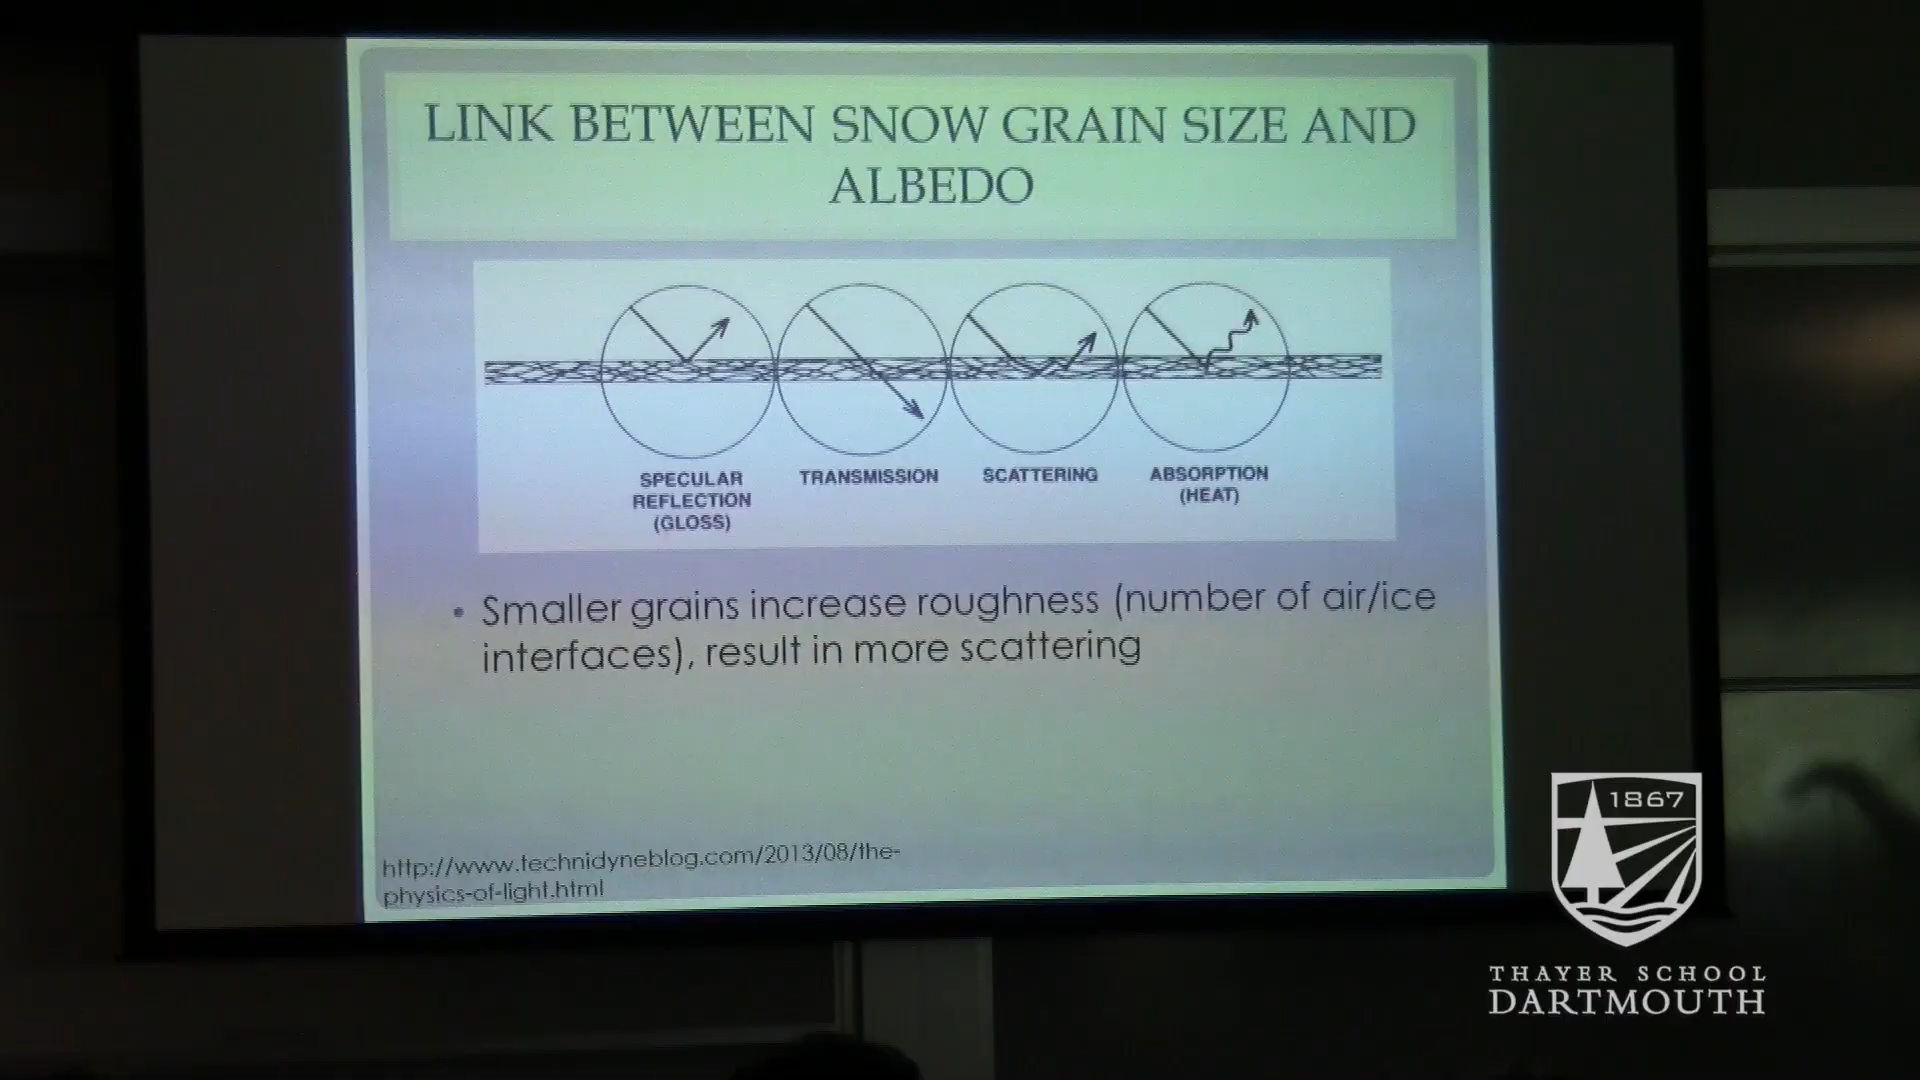 LINK BETWEEN SNOW GRAIN SIZE AND
ALBEDO
SPECULAR
REFLECTION
(GLOSS)
TRANSMISSION
SCATTERING
ABSORPTION
(HEAT)
• Smaller grains increase roughness (number of air/ice
interfaces), result in more scattering
http://www.technidyneblog.com/2013/08/the-
physics-of-light.html
1867
THAYER SCHOOL
DARTMOUTH